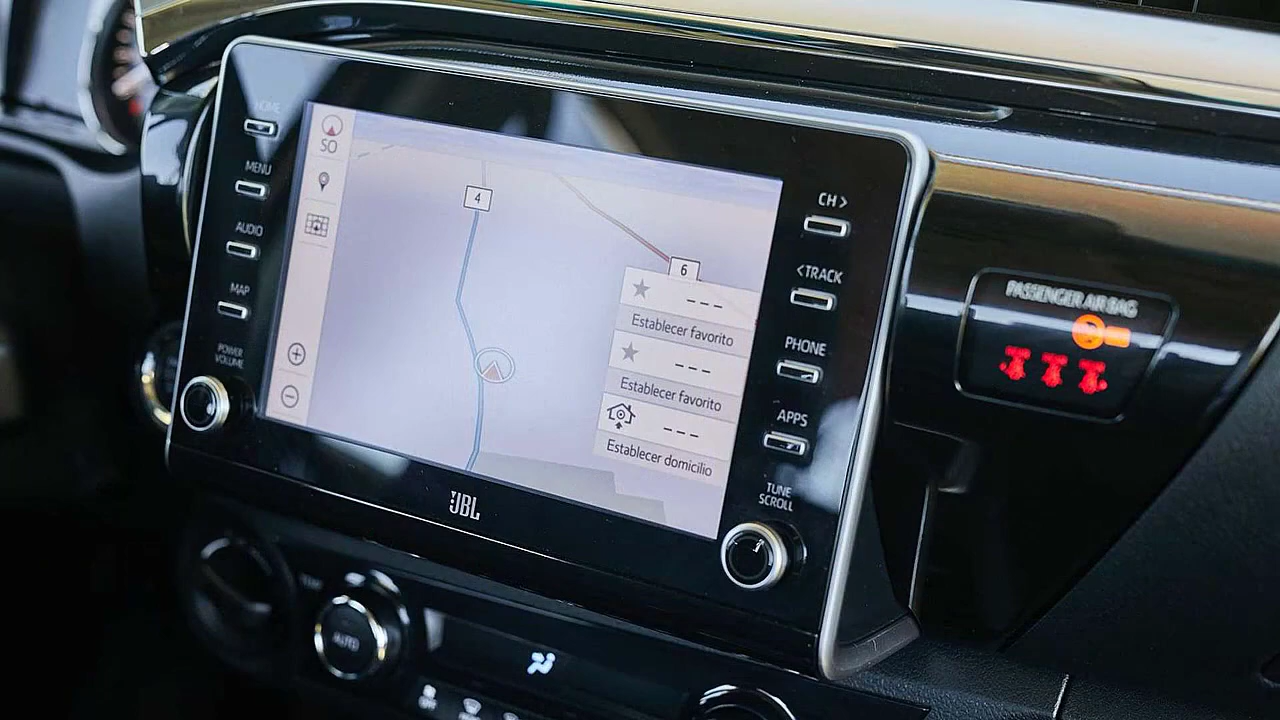 HOME
MENU
AUDIO
MAP
POWER
VOLUME
SO
4
6
---
Establecer favorito
---
Establecer favorito
---
Establecer domicilio
JBL
CH >
< TRACK
PHONE
APPS
TUNE
SCROLL
PASSENGER AIR BAG
AUTO
OFF